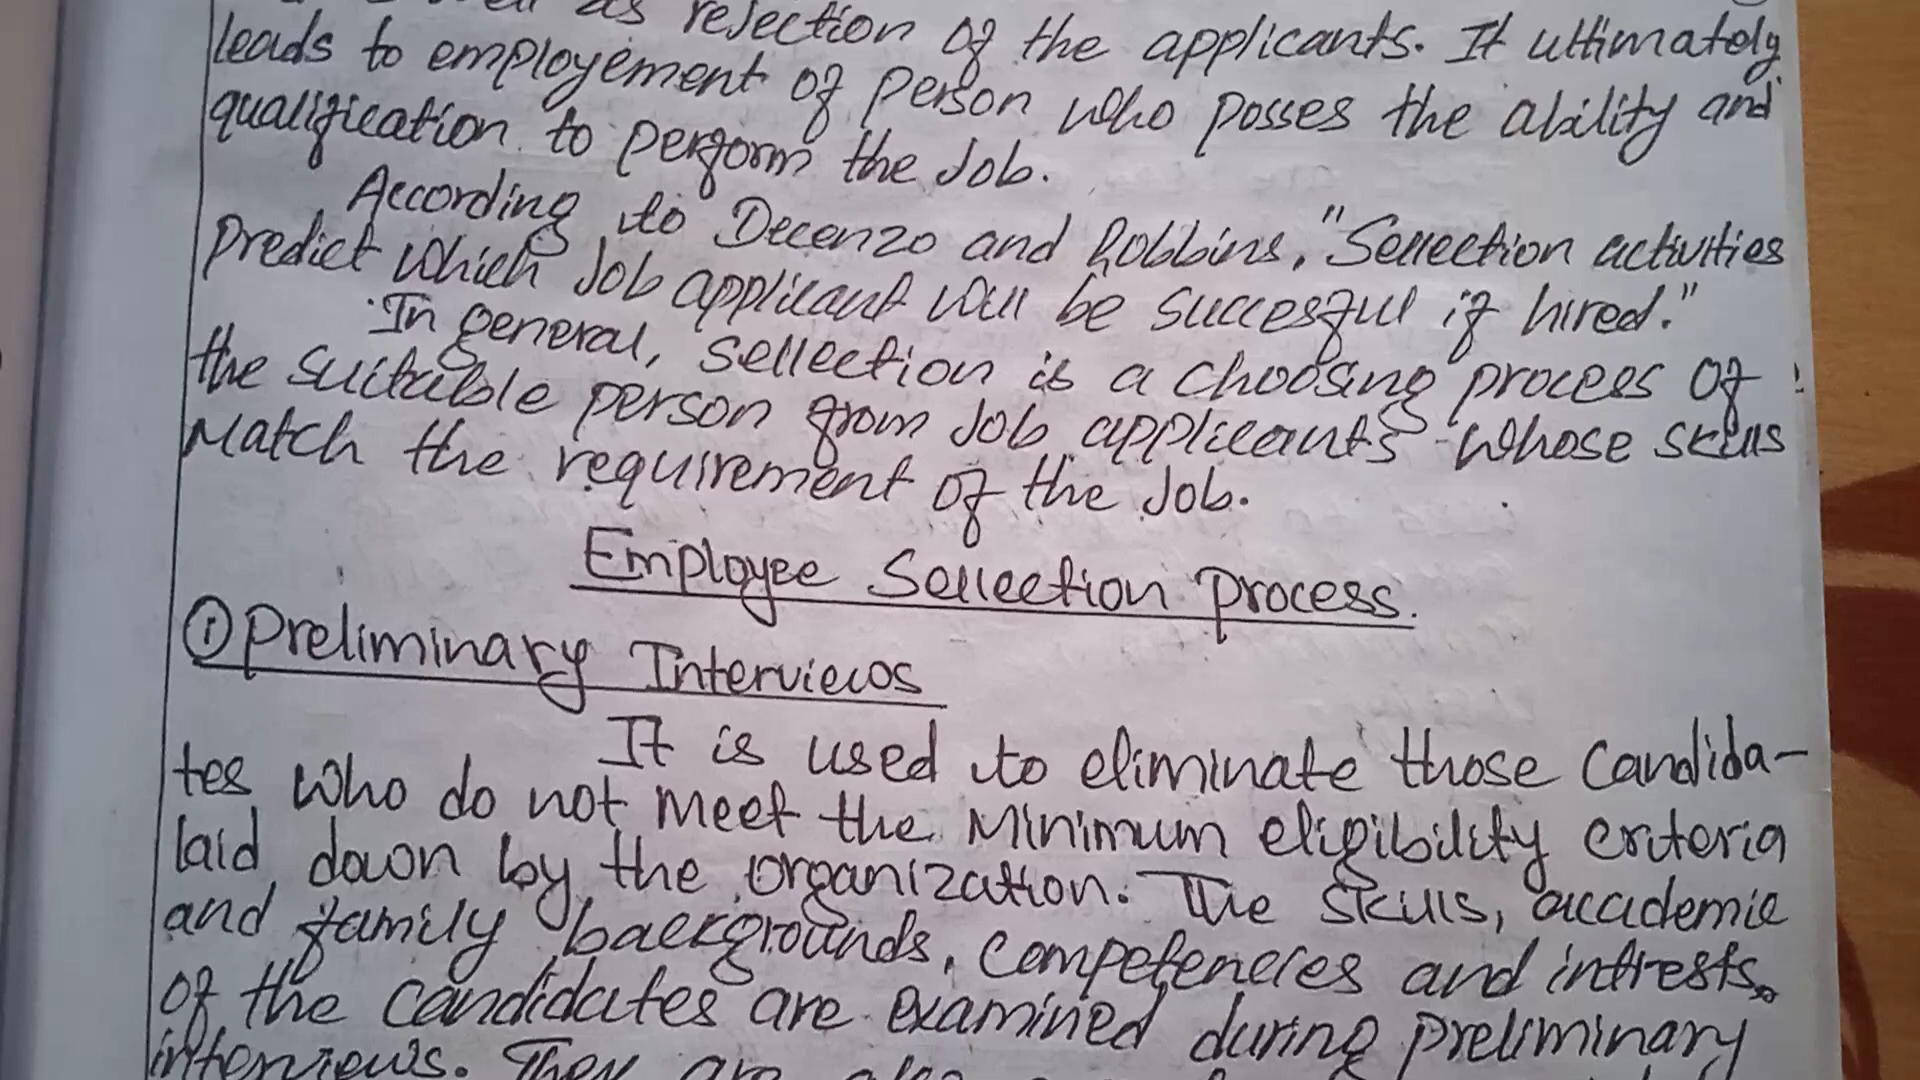 as rejection of the applicants. It ultimately
leads to employement of person who posses the ability and
qualification to perform the Job.
According to Decenzo and Robbins, "Sellection activities
predict which Job applicant will be succesful if hired."
In general, sellection is a choosing process of
the suitable person from Job applicants whose skills
Match the requirement of the Job.
Employee Sellection process.
① Preliminary Interviews
It is used to eliminate those candida-
tes who do not meet the Minimum eligibility criteria
laid down by the organization. The skills, accademic
and family backgrounds, competencies and intrests
of the candidates are examined during preliminary
interviews. They are also